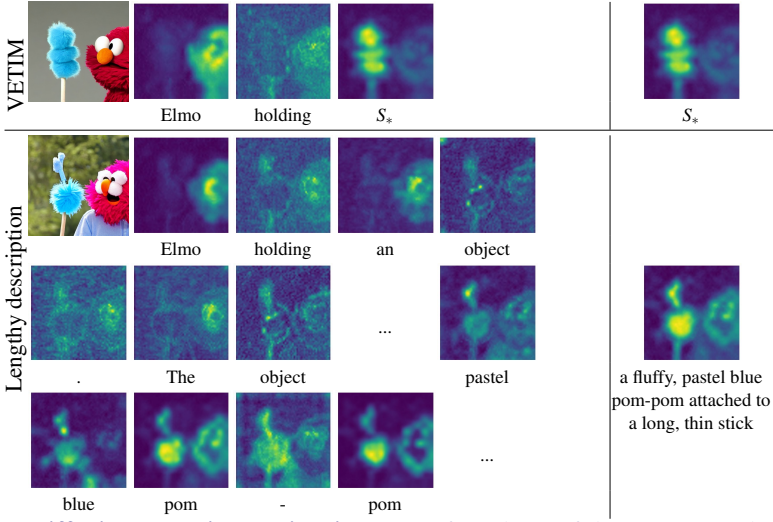 VETIM
Elmo holding S* S*
Lengthy description
Elmo holding an object
. The object ... pastel
a fluffy, pastel blue
pom-pom attached to
a long, thin stick
blue pom - pom ...